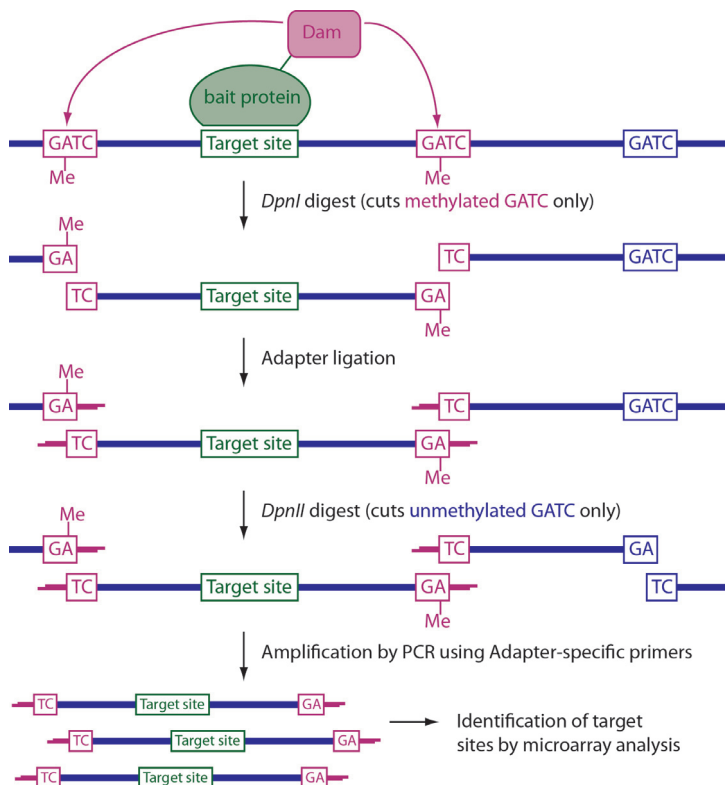 Dam
bait protein
GATC Target site GATC GATC
Me Me
DpnI digest (cuts methylated GATC only)
Me
GA TC GATC
TC Target site GA
Me
Adapter ligation
Me
GA TC GATC
TC Target site GA
Me
DpnII digest (cuts unmethylated GATC only)
Me
GA TC GA
TC Target site GA TC
Me
Amplification by PCR using Adapter-specific primers
TC Target site GA
TC Target site GA
TC Target site GA
Identification of target
sites by microarray analysis